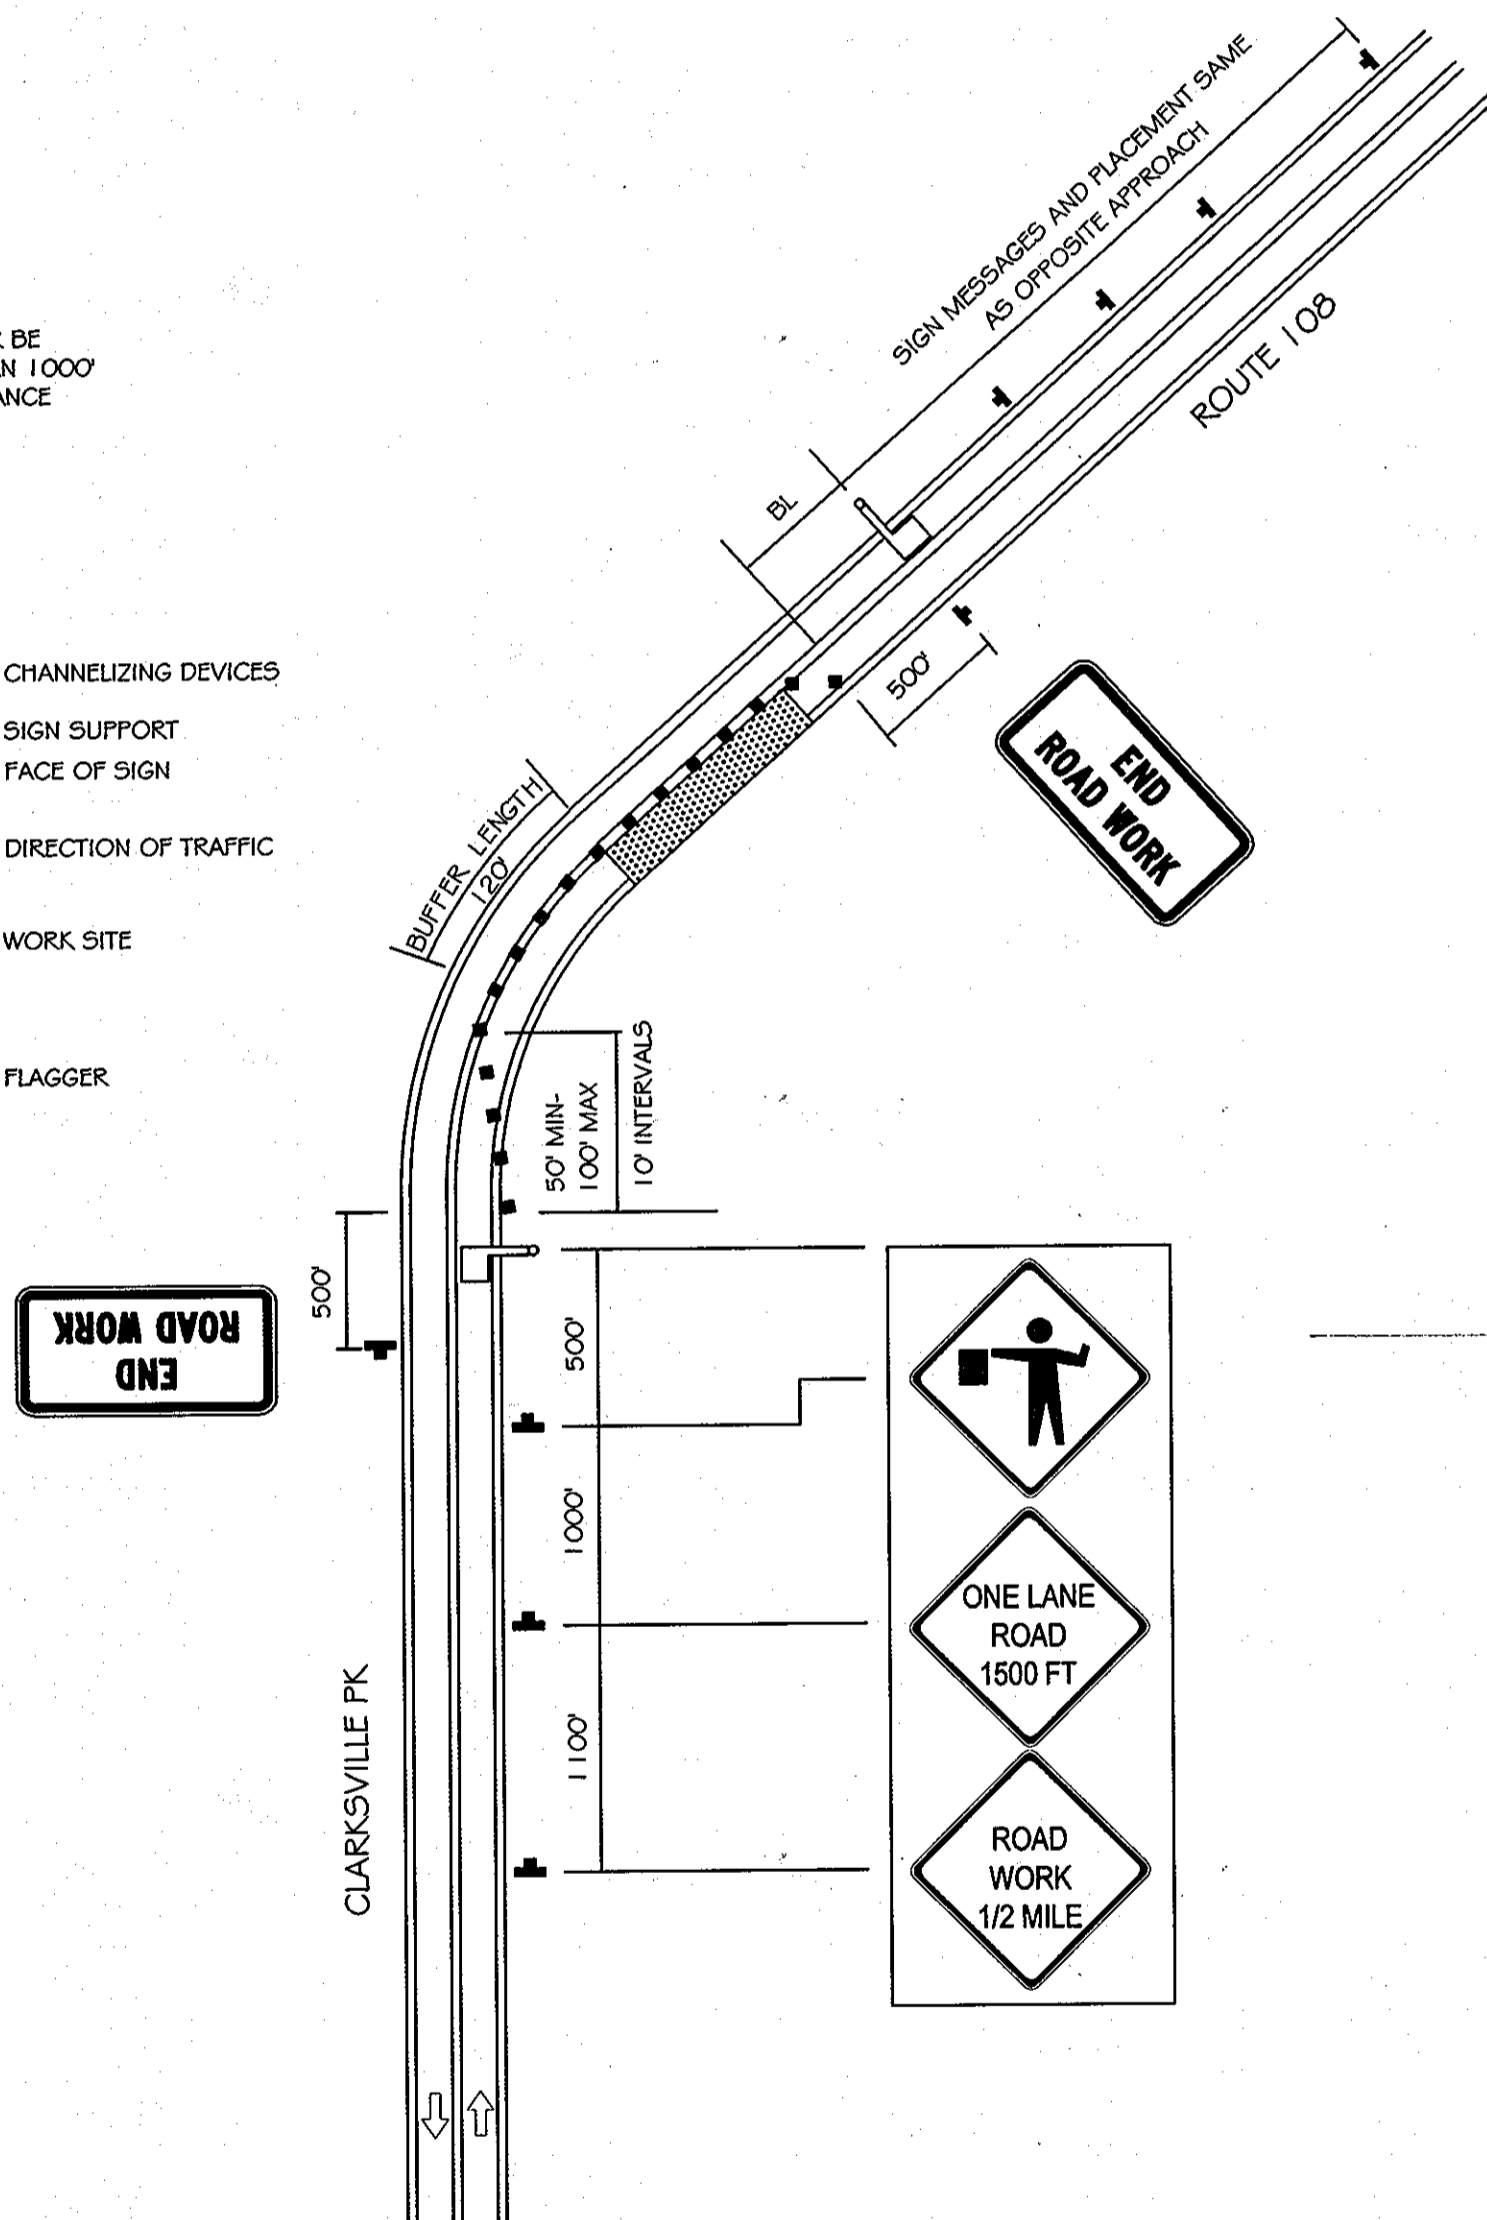 SIGN MESSAGES AND PLACEMENT SAME
AS OPPOSITE APPROACH
ROUTE 108
BE
1000'
BL
CHANNELIZING DEVICES
SIGN SUPPORT
FACE OF SIGN
500'
END
ROAD WORK
BUFFER LENGTH
120'
DIRECTION OF TRAFFIC
WORK SITE
FLAGGER
50' MIN-
100' MAX
10' INTERVALS
500'
END
ROAD WORK
500'
1000'
1100'
CLARKSVILLE PK
ONE LANE
ROAD
1500 FT
ROAD
WORK
1/2 MILE